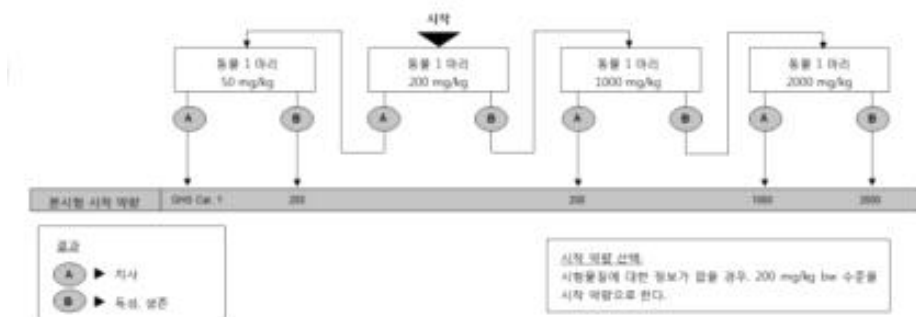 시작
동물 1 마리
50 mg/kg
동물 1 마리
200 mg/kg
동물 1 마리
1000 mg/kg
동물 1 마리
2000 mg/kg
A B A B A B A B
본시험 시작 약량 GHS Cat. 1 200 200 1000 2000
결과
A ▶ 치사
B ▶ 독성, 생존
시작 약량 선택:
시험물질에 대한 정보가 없을 경우, 200 mg/kg bw 수준을
시작 약량으로 한다.